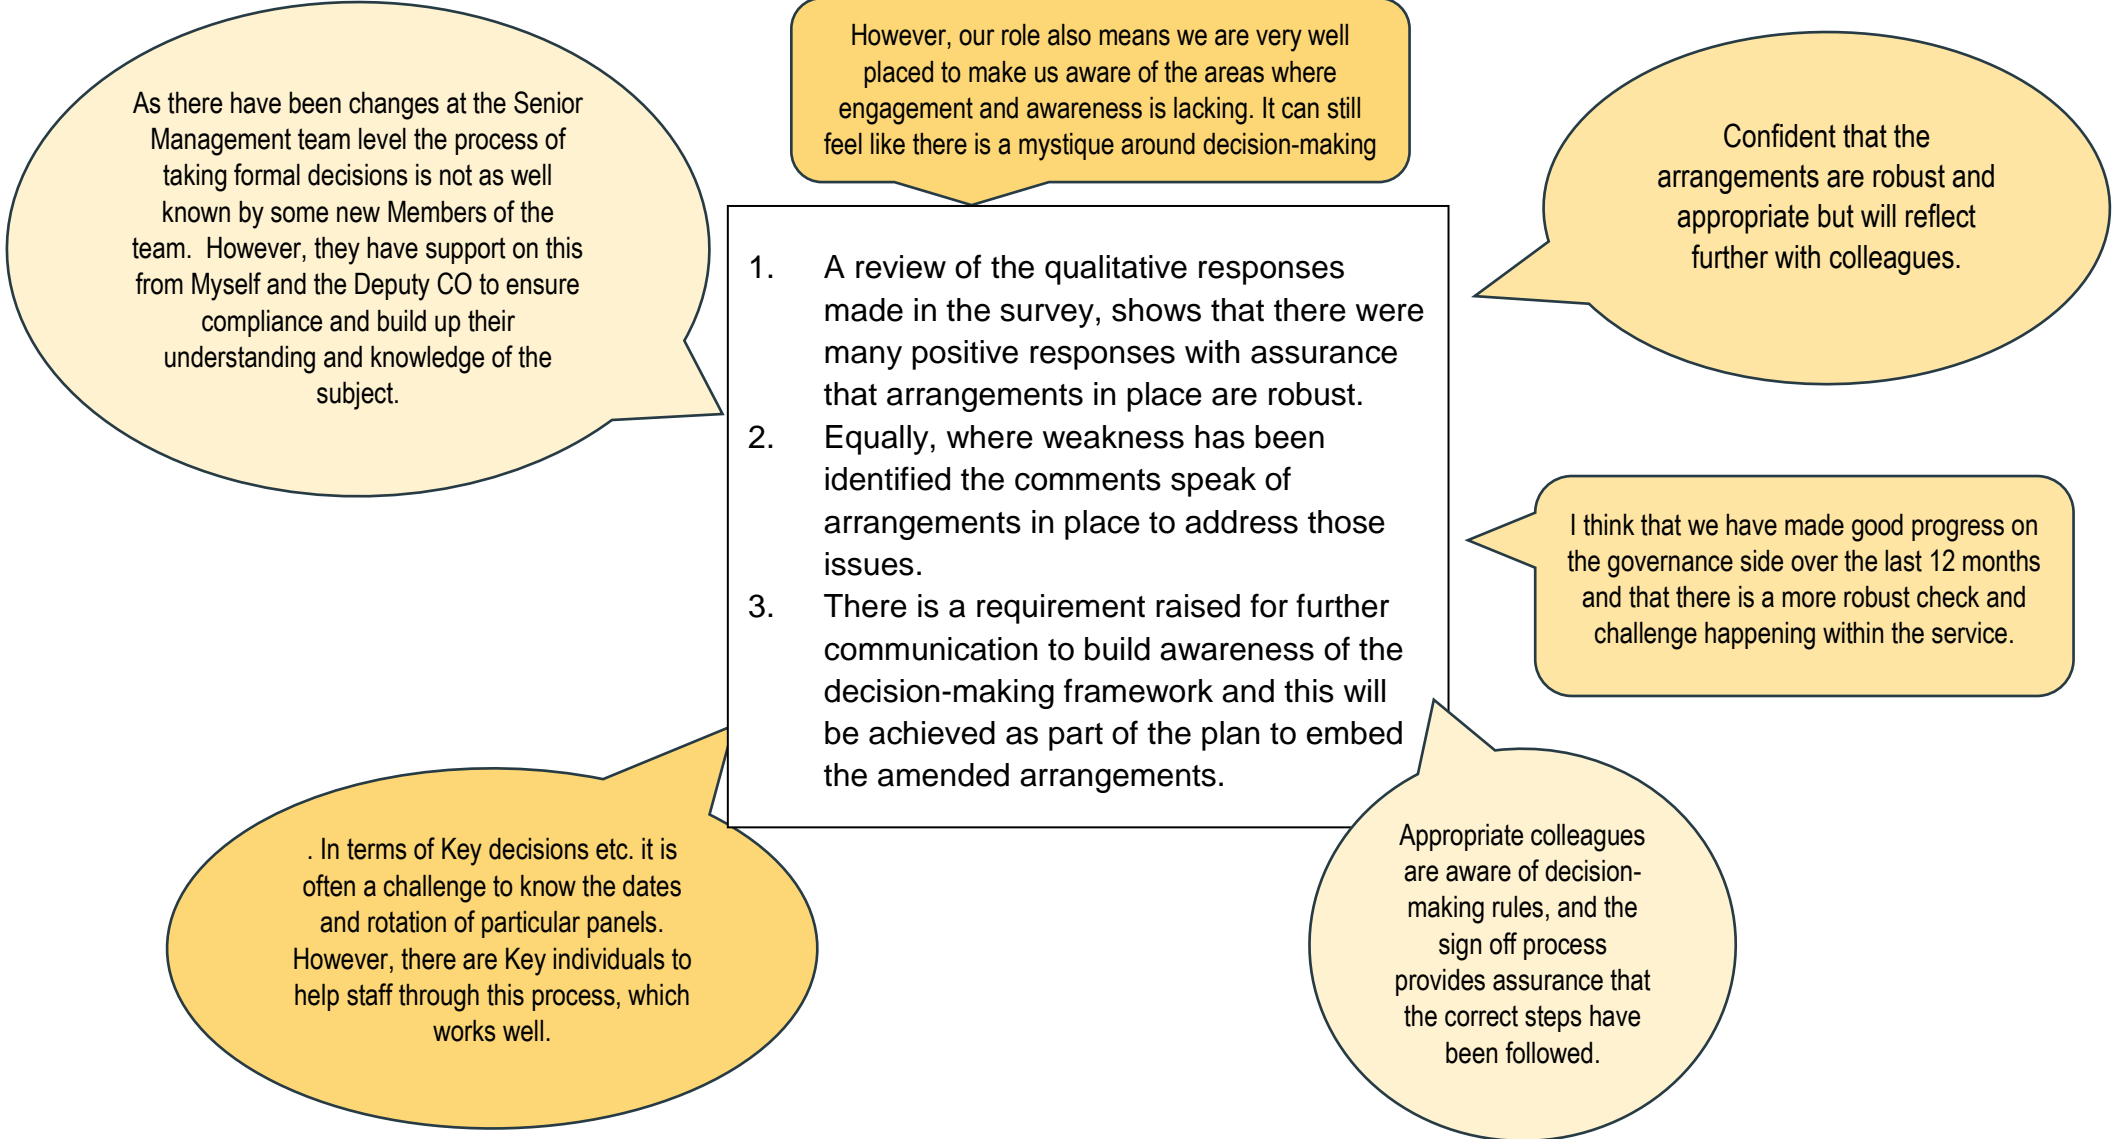 As there have been changes at the Senior
Management team level the process of
taking formal decisions is not as well
known by some new Members of the
team.  However, they have support on this
from Myself and the Deputy CO to ensure
compliance and build up their
understanding and knowledge of the
subject.
However, our role also means we are very well
placed to make us aware of the areas where
engagement and awareness is lacking. It can still
feel like there is a mystique around decision-making
Confident that the
arrangements are robust and
appropriate but will reflect
further with colleagues.
1. A review of the qualitative responses
made in the survey, shows that there were
many positive responses with assurance
that arrangements in place are robust.
2. Equally, where weakness has been
identified the comments speak of
arrangements in place to address those
issues.
3. There is a requirement raised for further
communication to build awareness of the
decision-making framework and this will
be achieved as part of the plan to embed
the amended arrangements.
I think that we have made good progress on
the governance side over the last 12 months
and that there is a more robust check and
challenge happening within the service.
. In terms of Key decisions etc. it is
often a challenge to know the dates
and rotation of particular panels.
However, there are Key individuals to
help staff through this process, which
works well.
Appropriate colleagues
are aware of decision-
making rules, and the
sign off process
provides assurance that
the correct steps have
been followed.